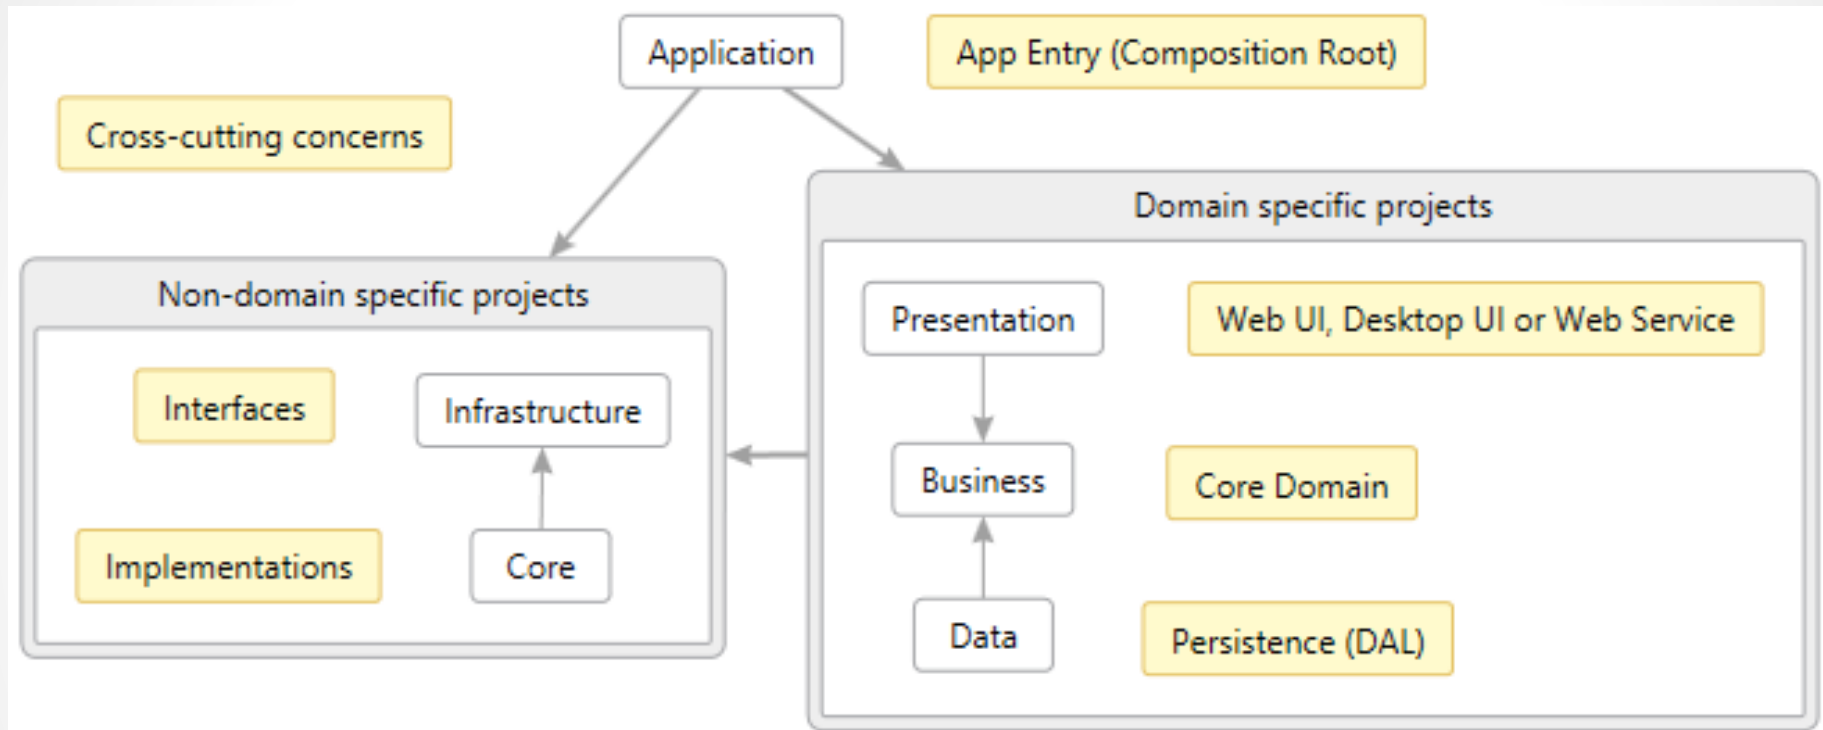 Application
App Entry (Composition Root)
Cross-cutting concerns
Domain specific projects
Non-domain specific projects
Presentation
Web UI, Desktop UI or Web Service
Interfaces
Infrastructure
Business
Core Domain
Implementations
Core
Data
Persistence (DAL)